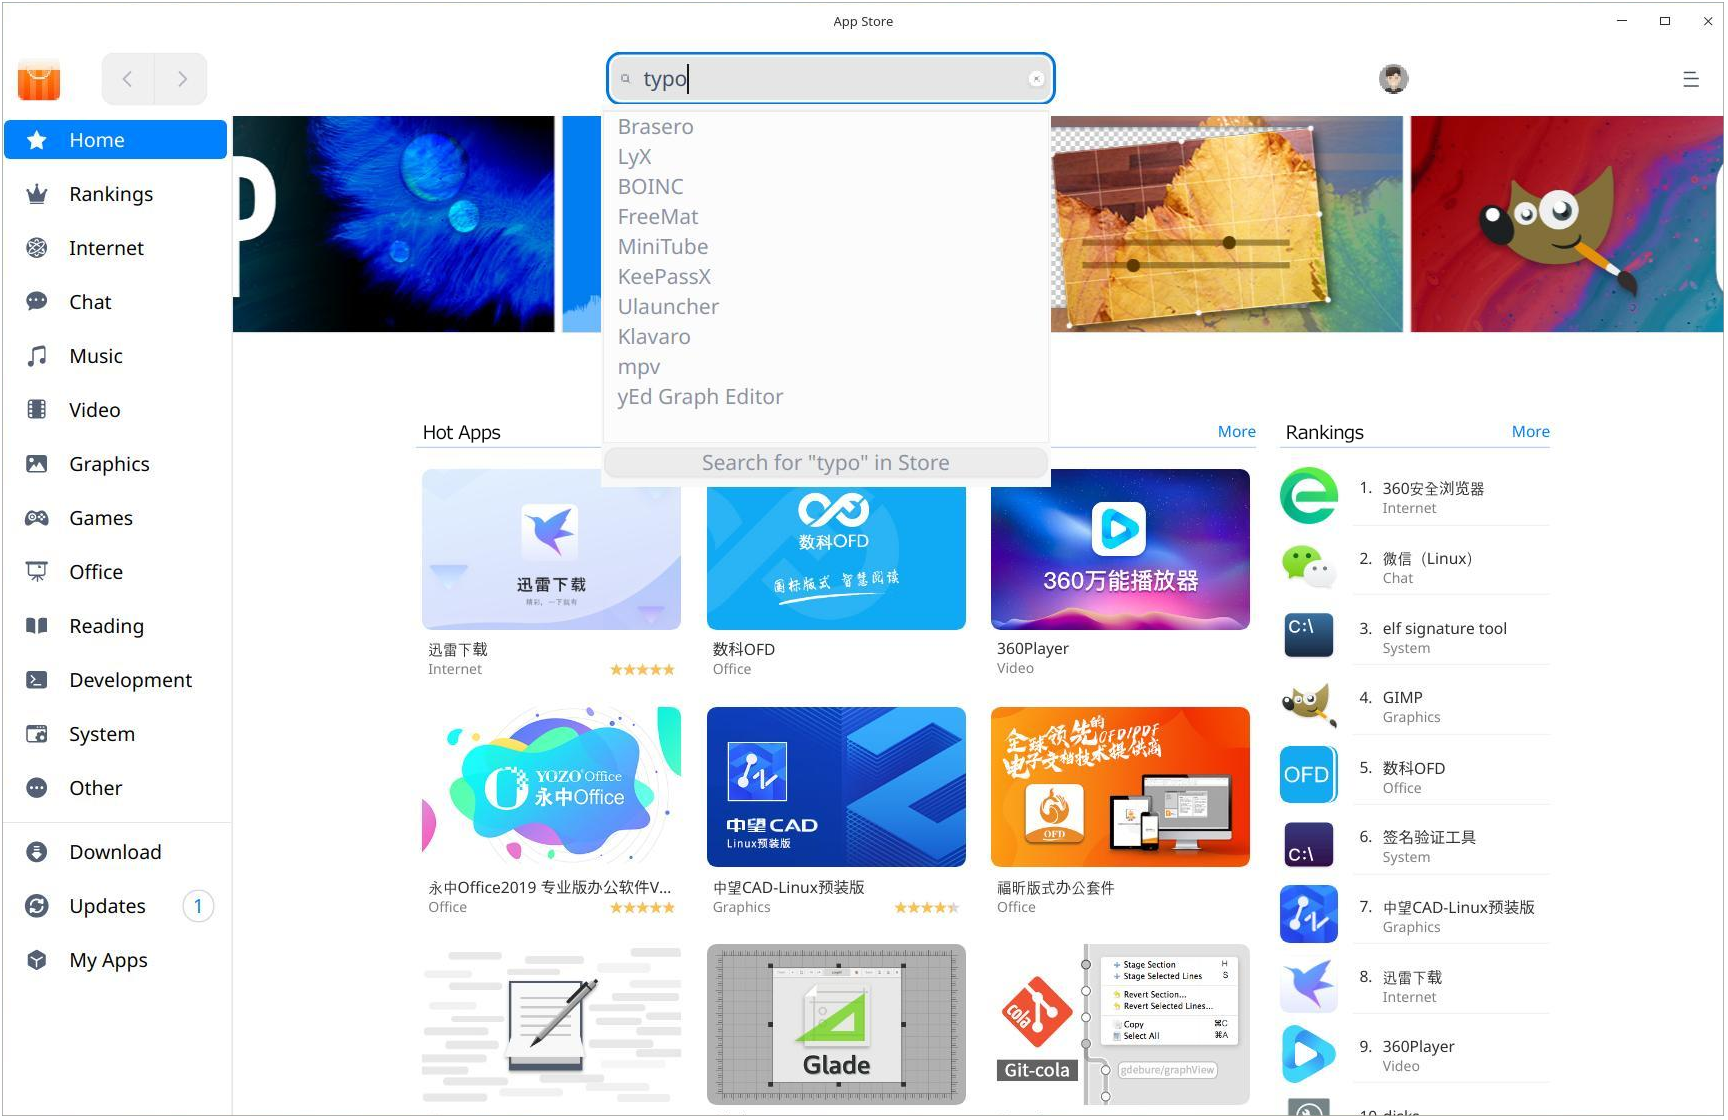 App Store
typo
Home
Rankings
Internet
Chat
Music
Video
Graphics
Games
Office
Reading
Development
System
Other
Download
Updates
1
My Apps
Brasero
LyX
BOINC
FreeMat
MiniTube
KeePassX
Ulauncher
Klavaro
mpv
yEd Graph Editor
Search for "typo" in Store
Hot Apps
More
迅雷下载
精彩，一下就有
迅雷下载
Internet
数科OFD
国标版式 智慧阅读
数科OFD
Office
360万能播放器
360Player
Video
YOZO Office
永中Office
永中Office2019 专业版办公软件V...
Office
中望CAD
Linux预装版
中望CAD-Linux预装版
Graphics
全球领先的
OFD/PDF
电子文档技术提供商
OFD
福昕版式办公套件
Office
Glade
cola
Git-cola
Stage Section H
Stage Selected Lines S
Revert Section...
Revert Selected Lines...
Copy ⌘C
Select All ⌘A
gdebure/graphView
Rankings
More
1. 360安全浏览器
Internet
2. 微信（Linux）
Chat
C:\
3. elf signature tool
System
4. GIMP
Graphics
OFD
5. 数科OFD
Office
C:\
6. 签名验证工具
System
7. 中望CAD-Linux预装版
Graphics
8. 迅雷下载
Internet
9. 360Player
Video